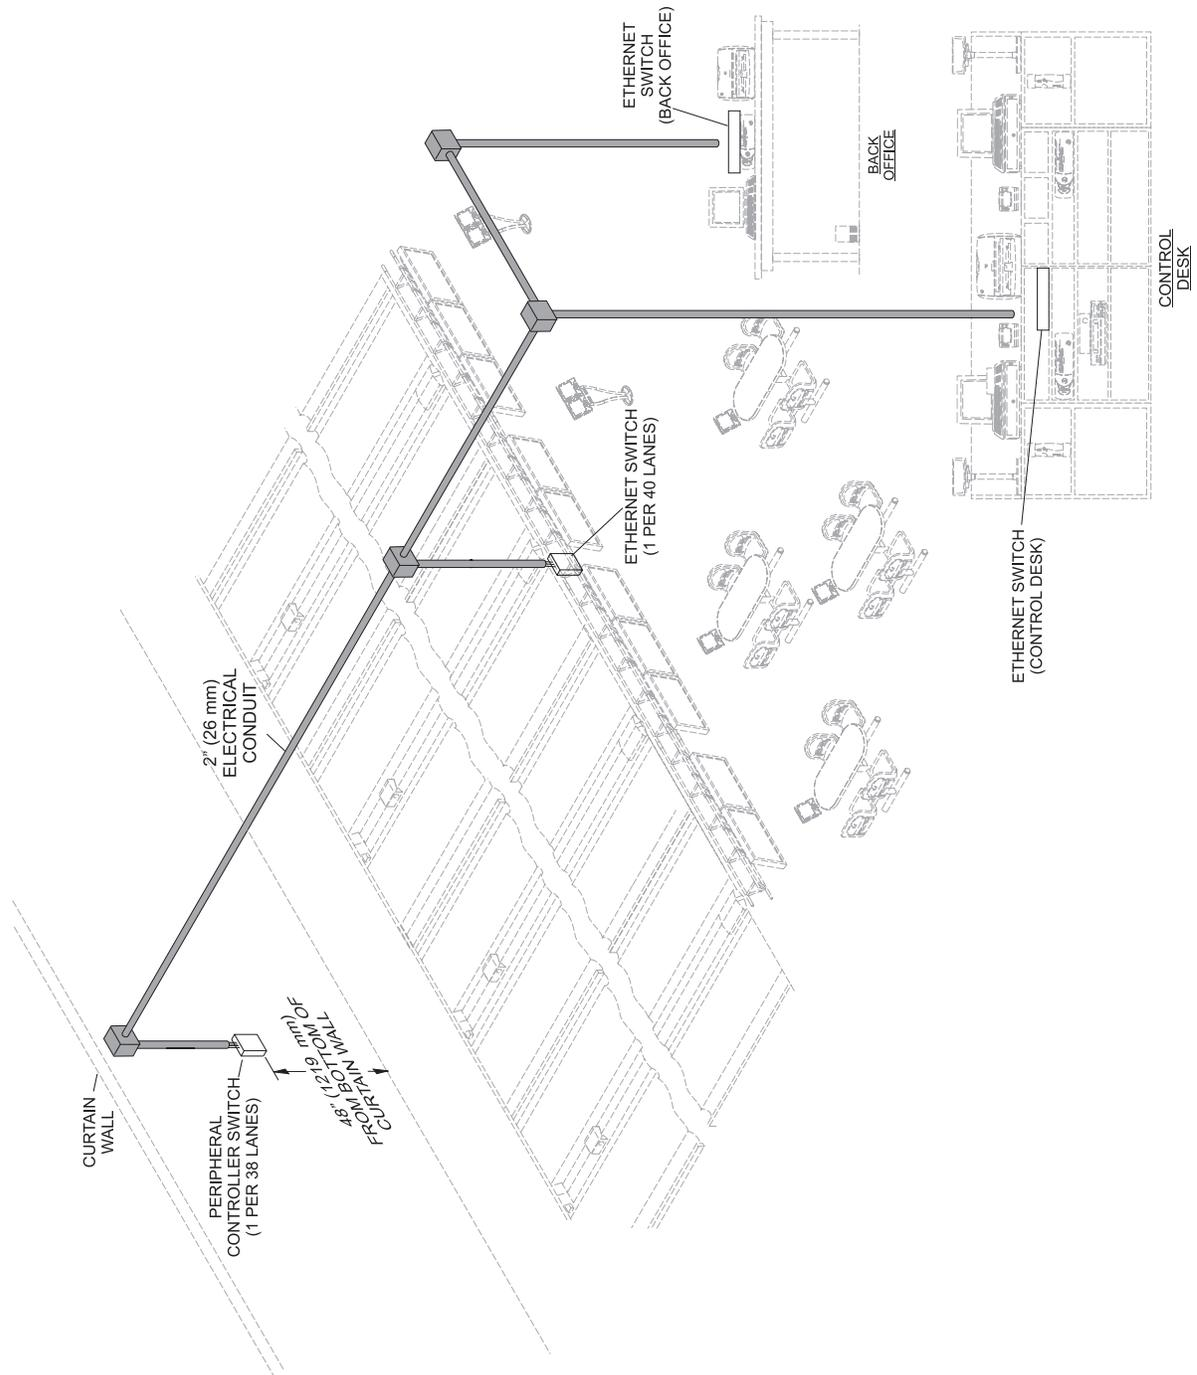 ETHERNET
SWITCH
(BACK OFFICE)
BACK
OFFICE
CONTROL
DESK
ETHERNET SWITCH
(1 PER 40 LANES)
ETHERNET SWITCH
(CONTROL DESK)
2" (26 mm)
ELECTRICAL
CONDUIT
48" (1219 mm)
FROM BOTTOM OF
CURTAIN WALL
CURTAIN
WALL
PERIPHERAL
CONTROLLER SWITCH
(1 PER 38 LANES)